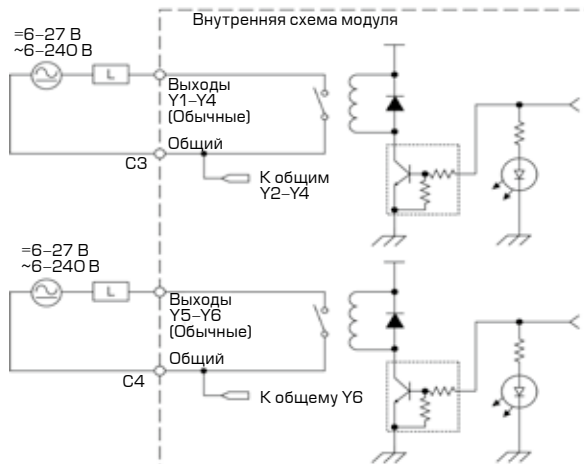 Внутренняя схема модуля
=6–27 В
~6–240 В
L
Выходы
Y1–Y4
(Обычные)
Общий
C3
К общим
Y2–Y4
=6–27 В
~6–240 В
L
Выходы
Y5–Y6
(Обычные)
Общий
C4
К общему Y6